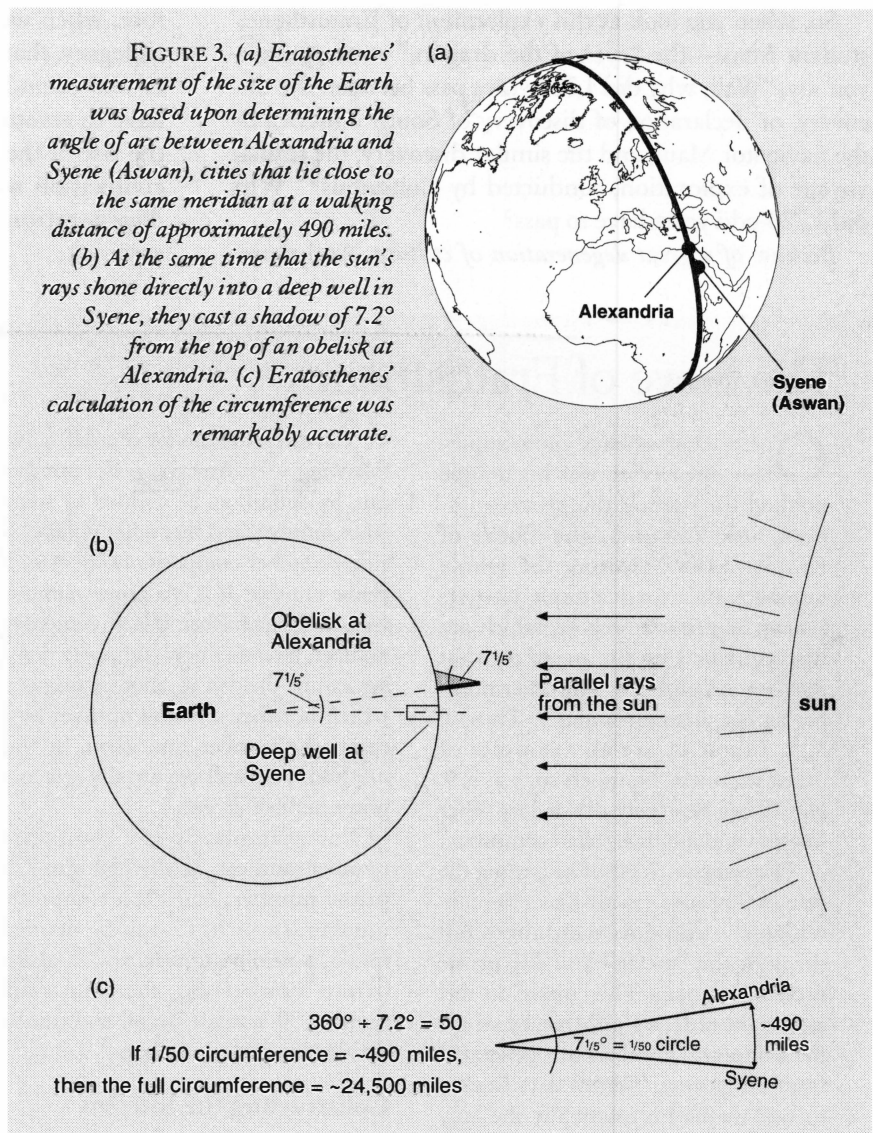 FIGURE 3. (a) Eratosthenes'
measurement of the size of the Earth
was based upon determining the
angle of arc between Alexandria and
Syene (Aswan), cities that lie close to
the same meridian at a walking
distance of approximately 490 miles.
(b) At the same time that the sun's
rays shone directly into a deep well in
Syene, they cast a shadow of 7.2°
from the top of an obelisk at
Alexandria. (c) Eratosthenes'
calculation of the circumference was
remarkably accurate.
(a)
Alexandria
Syene
(Aswan)
(b)
Obelisk at
Alexandria
7 1/5°
7 1/5°
Earth
Deep well at
Syene
Parallel rays
from the sun
sun
(c)
360° ÷ 7.2° = 50
If 1/50 circumference = ~490 miles,
then the full circumference = ~24,500 miles
Alexandria
7 1/5° = 1/50 circle
~490
miles
Syene